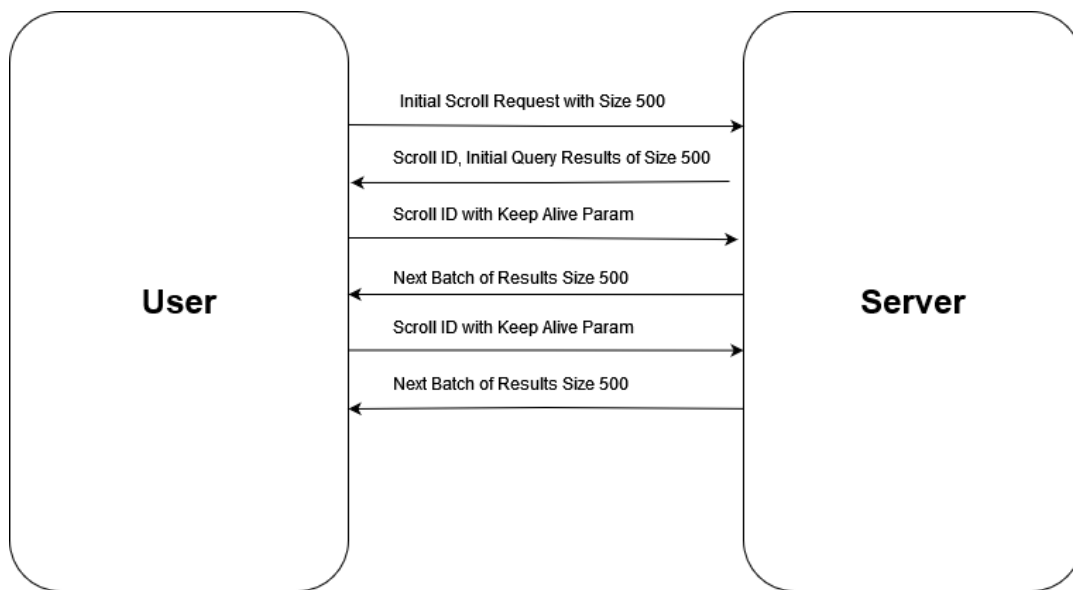 Initial Scroll Request with Size 500
Scroll ID, Initial Query Results of Size 500
Scroll ID with Keep Alive Param
Next Batch of Results Size 500
User
Server
Scroll ID with Keep Alive Param
Next Batch of Results Size 500